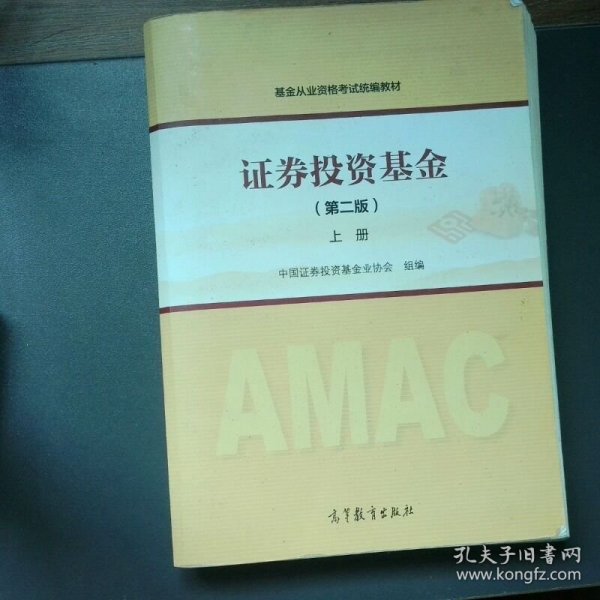 基金从业资格考试统编教材
证券投资基金
（第二版）
上 册
中国证券投资基金业协会 组编
AMAC
高等教育出版社
孔夫子旧书网
www.kongfz.com